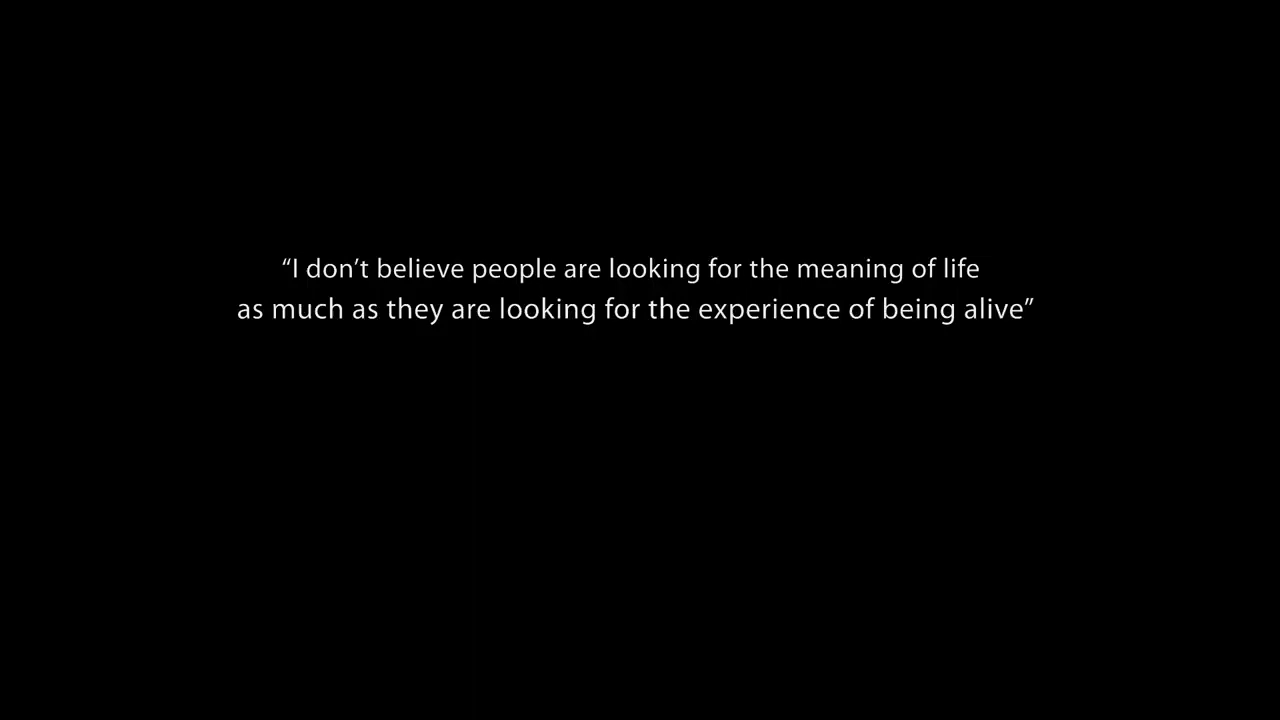 “I don’t believe people are looking for the meaning of life
as much as they are looking for the experience of being alive”